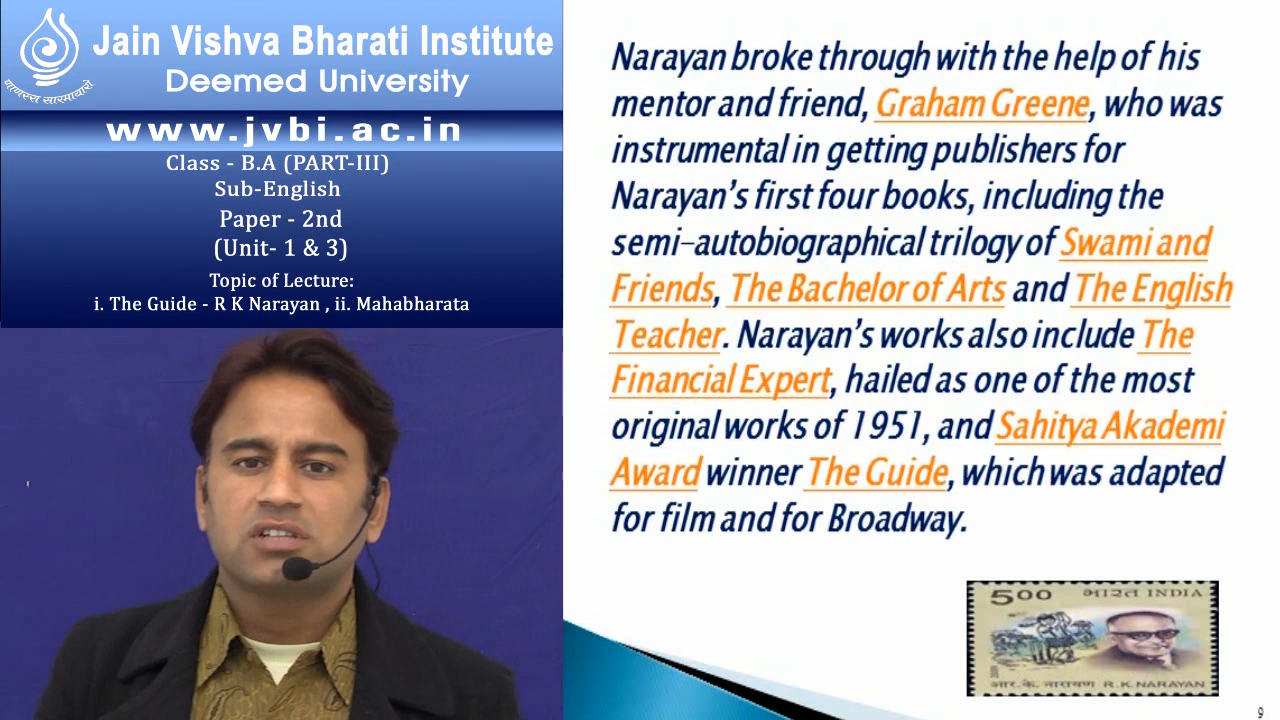 Jain Vishva Bharati Institute
Deemed University
णाणस्स सारमायारो
www.jvbi.ac.in
Class - B.A (PART-III)
Sub-English
Paper - 2nd
(Unit- 1 & 3)
Topic of Lecture:
i. The Guide - R K Narayan , ii. Mahabharata
Narayan broke through with the help of his
mentor and friend, Graham Greene, who was
instrumental in getting publishers for
Narayan's first four books, including the
semi-autobiographical trilogy of Swami and
Friends, The Bachelor of Arts and The English
Teacher. Narayan's works also include The
Financial Expert, hailed as one of the most
original works of 1951, and Sahitya Akademi
Award winner The Guide, which was adapted
for film and for Broadway.
5.00 भारत INDIA
आर. के. नारायण R.K.NARAYAN
9